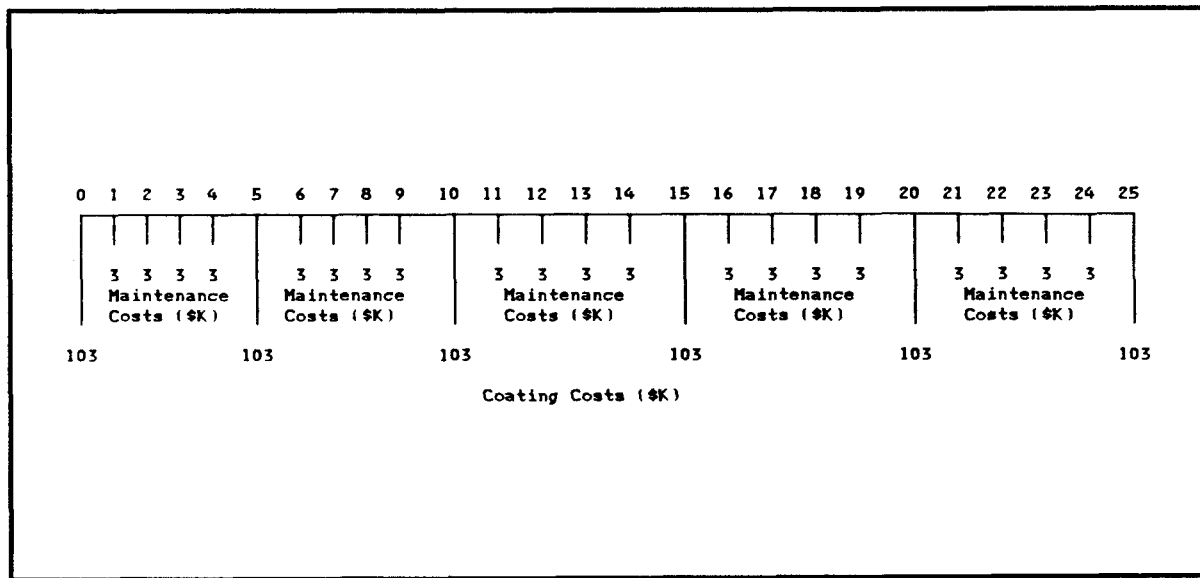 0 1 2 3 4 5 6 7 8 9 10 11 12 13 14 15 16 17 18 19 20 21 22 23 24 25
3 3 3 3 3 3 3 3 3 3 3 3 3 3 3 3 3 3 3 3
Maintenance Maintenance Maintenance Maintenance Maintenance
Costs ($K) Costs ($K) Costs ($K) Costs ($K) Costs ($K)
103 103 103 103 103 103
Coating Costs ($K)